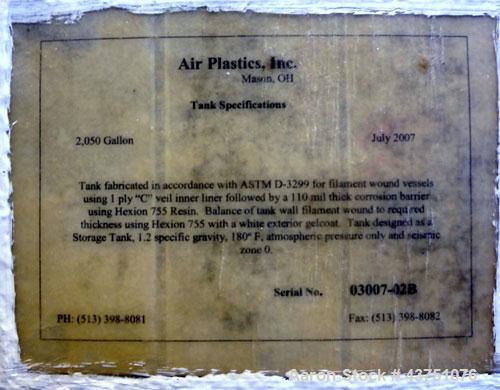 Air Plastics, Inc.
Mason, OH
Tank Specifications
2,050 Gallon July 2007
Tank fabricated in accordance with ASTM D-3299 for filament wound vessels
using 1 ply "C" veil inner liner followed by a 110 mil thick corrosion barrier
using Hexion 755 Resin. Balance of tank wall filament wound to required
thickness using Hexion 755 with a white exterior gelcoat. Tank designed as a
Storage Tank, 1.2 specific gravity, 180º F, atmospheric pressure only and seismic
zone 0.
Serial No. 03007-02B
PH: (513) 398-8081 Fax: (513) 398-8082
Aaron Stock # 43751076